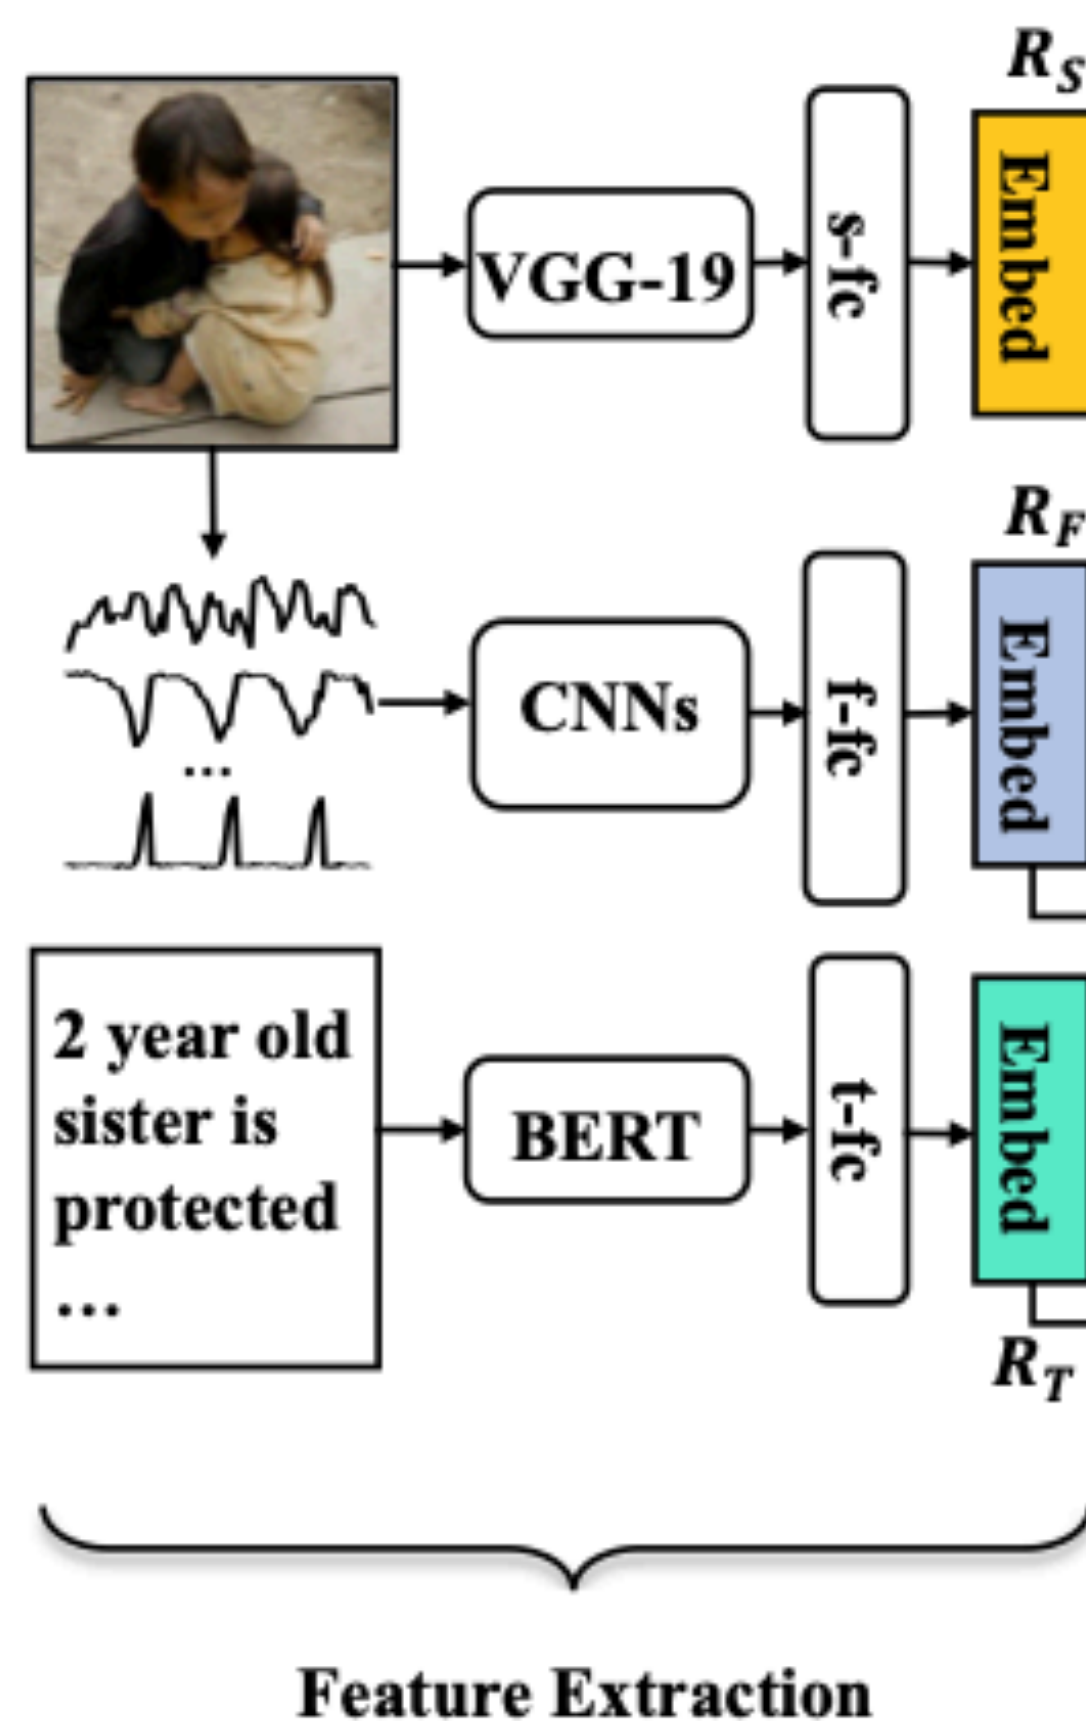 R_S
VGG-19
s-fc
Embed
R_F
CNNs
f-fc
Embed
...
2 year old
sister is
protected
...
BERT
t-fc
Embed
R_T
Feature Extraction